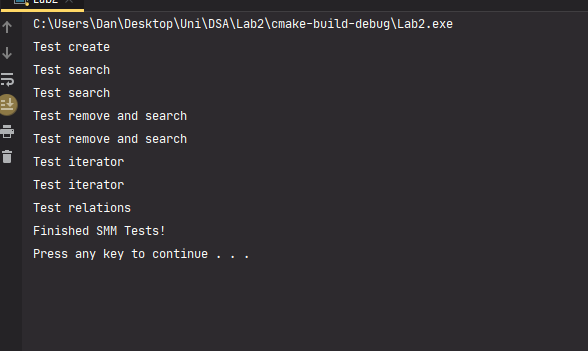 Lab2
C:\Users\Dan\Desktop\Uni\DSA\Lab2\cmake-build-debug\Lab2.exe
Test create
Test search
Test search
Test remove and search
Test remove and search
Test iterator
Test iterator
Test relations
Finished SMM Tests!
Press any key to continue . . .